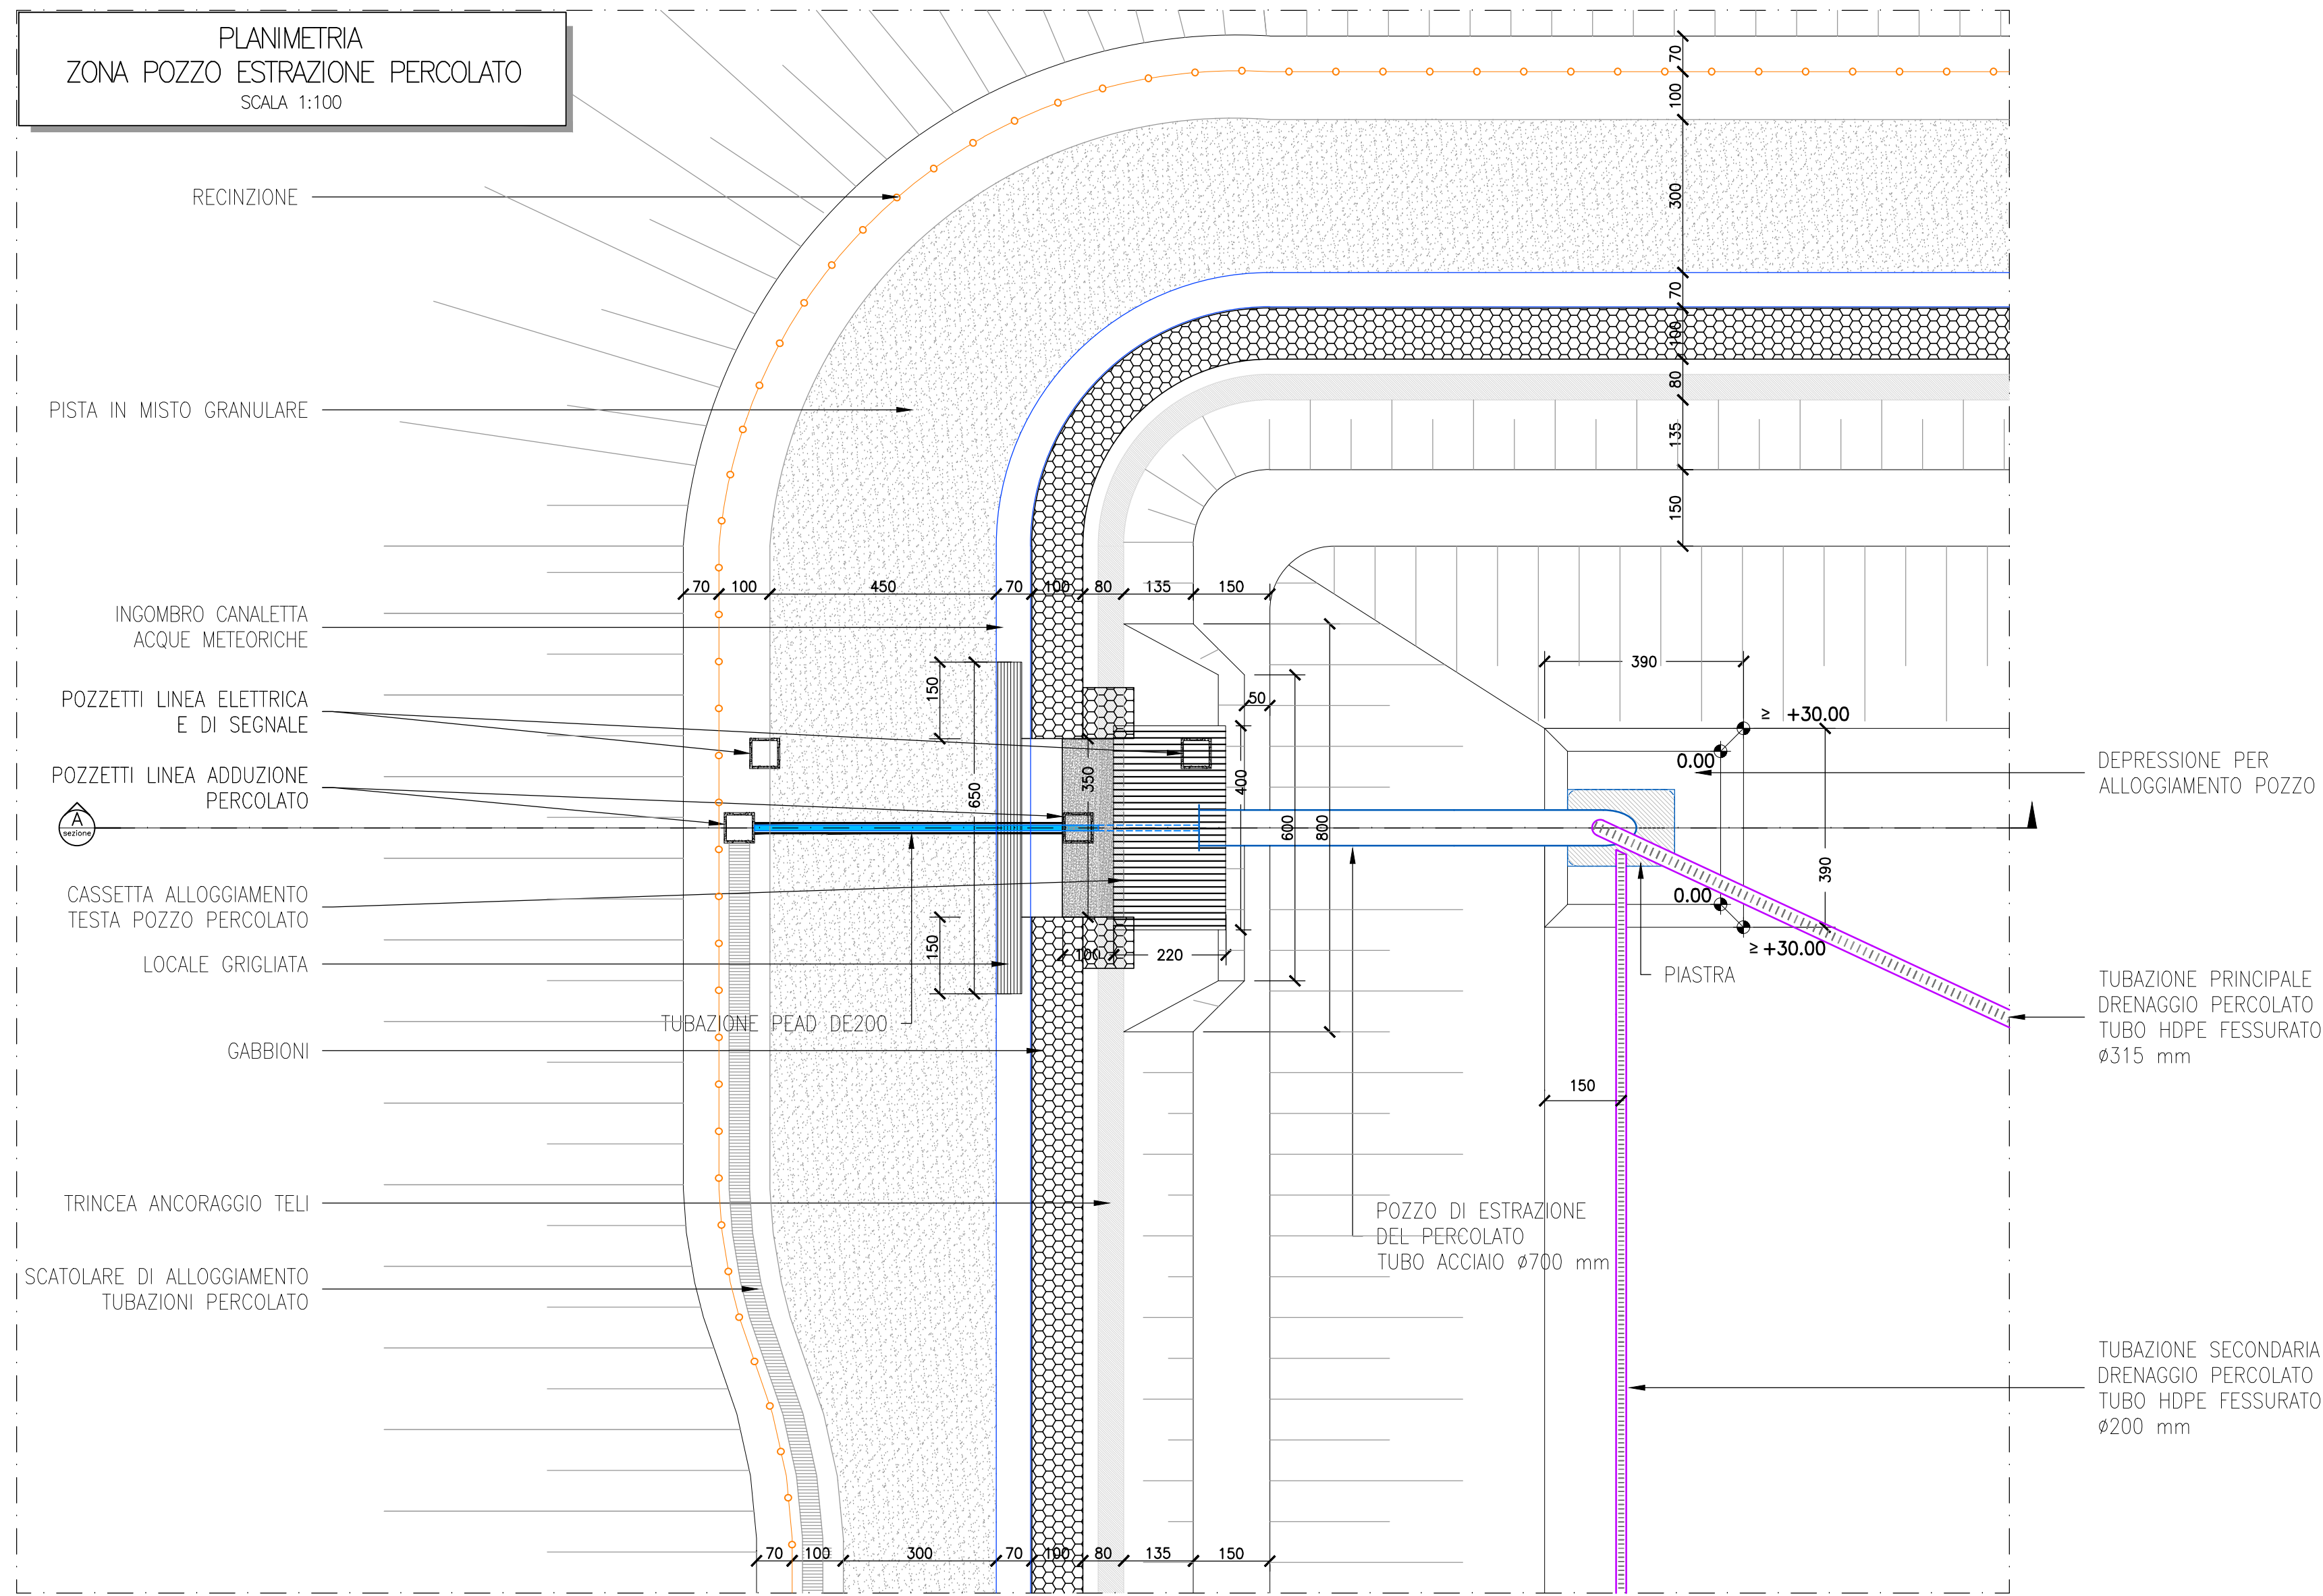 PLANIMETRIA
ZONA POZZO ESTRAZIONE PERCOLATO
SCALA 1:100
RECINZIONE
PISTA IN MISTO GRANULARE
INGOMBRO CANALETTA
ACQUE METEORICHE
POZZETTI LINEA ELETTRICA
E DI SEGNALE
POZZETTI LINEA ADDUZIONE
PERCOLATO
A
sezione
CASSETTA ALLOGGIAMENTO
TESTA POZZO PERCOLATO
LOCALE GRIGLIATA
TUBAZIONE PEAD DE200
GABBIONI
TRINCEA ANCORAGGIO TELI
SCATOLARE DI ALLOGGIAMENTO
TUBAZIONI PERCOLATO
70
100
300
70
100
80
135
150
70 100 450 70 100 80 135 150
150
650
150
350
400
600
800
50
100 220
390
≥ +30.00
0.00
390
0.00
≥ +30.00
PIASTRA
150
POZZO DI ESTRAZIONE
DEL PERCOLATO
TUBO ACCIAIO Ø700 mm
DEPRESSIONE PER
ALLOGGIAMENTO POZZO
TUBAZIONE PRINCIPALE
DRENAGGIO PERCOLATO
TUBO HDPE FESSURATO
Ø315 mm
TUBAZIONE SECONDARIA
DRENAGGIO PERCOLATO
TUBO HDPE FESSURATO
Ø200 mm
70 100 300 70 100 80 135 150